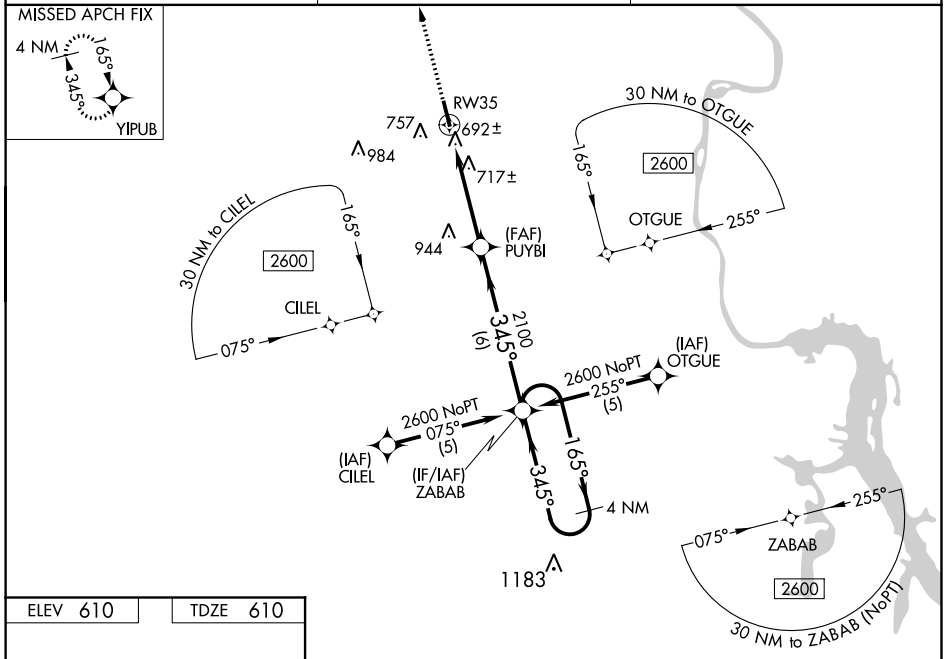 MISSED APCH FIX
4 NM
165°
345°
YIPUB
RW35
757
692±
984
717±
30 NM to OTGUE
165°
2600
OTGUE
255°
30 NM to CILEL
165°
2600
CILEL
075°
944
(FAF)
PUYBI
2100
345°
(6)
(IAF)
OTGUE
2600 NoPT
255°
(5)
2600 NoPT
075°
(5)
(IAF)
CILEL
(IF/IAF)
ZABAB
345°
165°
4 NM
1183
075°
255°
ZABAB
2600
30 NM to ZABAB (NoPT)
ELEV 610
TDZE 610